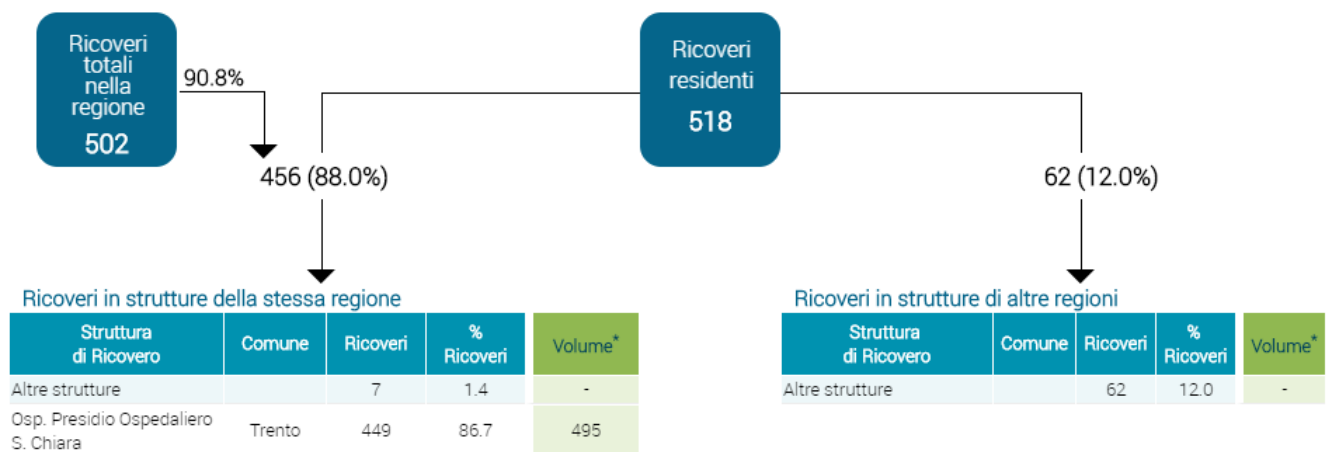 Ricoveri
totali
nella
regione
502
90.8%
Ricoveri
residenti
518
456 (88.0%)
62 (12.0%)
Ricoveri in strutture della stessa regione
Struttura
di Ricovero
Comune
Ricoveri
%
Ricoveri
Volume*
Altre strutture
7
1.4
-
Osp. Presidio Ospedaliero
S. Chiara
Trento
449
86.7
495
Ricoveri in strutture di altre regioni
Struttura
di Ricovero
Comune
Ricoveri
%
Ricoveri
Volume*
Altre strutture
62
12.0
-